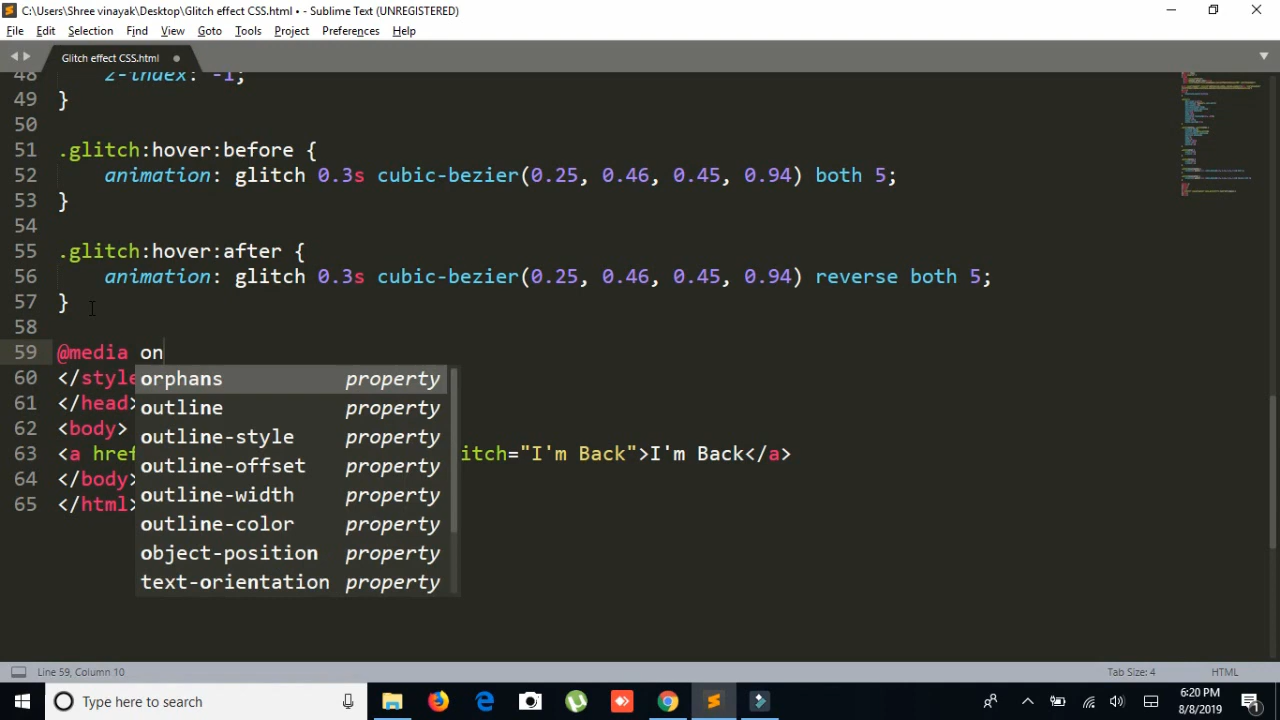 C:\Users\Shree vinayak\Desktop\Glitch effect CSS.html • - Sublime Text (UNREGISTERED)
File Edit Selection Find View Goto Tools Project Preferences Help
Glitch effect CSS.html
48 z-index: -1;
49 }
50
51 .glitch:hover:before {
52 animation: glitch 0.3s cubic-bezier(0.25, 0.46, 0.45, 0.94) both 5;
53 }
54
55 .glitch:hover:after {
56 animation: glitch 0.3s cubic-bezier(0.25, 0.46, 0.45, 0.94) reverse both 5;
57 }
58
59 @media on
60 </style
orphans property
61 </head>
outline property
62 <body>
outline-style property
63 <a href itch="I'm Back">I'm Back</a>
outline-offset property
64 </body>
outline-width property
65 </html>
outline-color property
object-position property
text-orientation property
Line 59, Column 10 Tab Size: 4 HTML
Type here to search
6:20 PM
8/8/2019
1